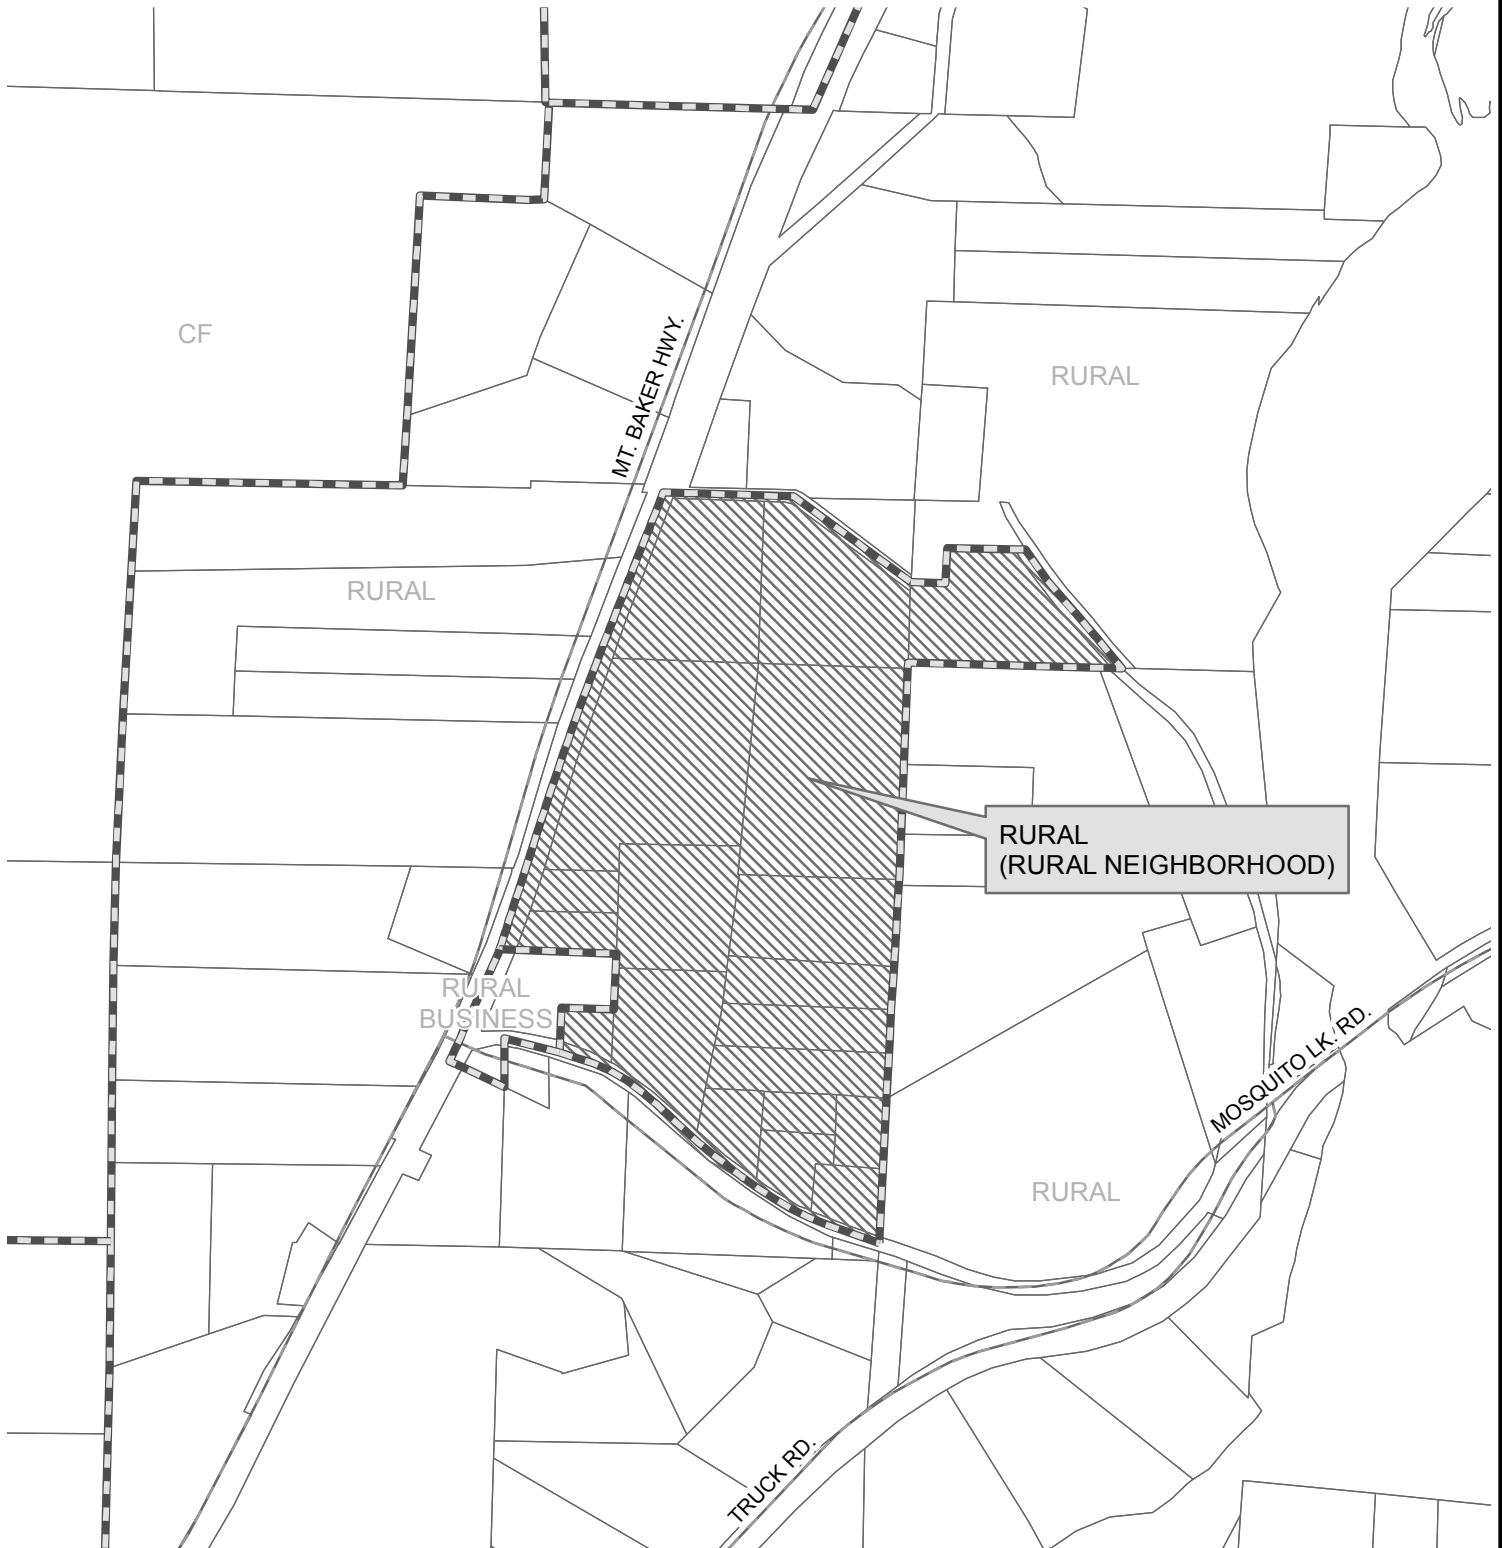 CF
MT. BAKER HWY.
RURAL
RURAL
RURAL
(RURAL NEIGHBORHOOD)
RURAL
BUSINESS
MOSQUITO LK. RD.
RURAL
TRUCK RD.